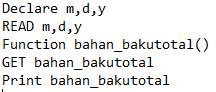 Declare m,d,y
READ m,d,y
Function bahan_bakutotal()
GET bahan_bakutotal
Print bahan_bakutotal